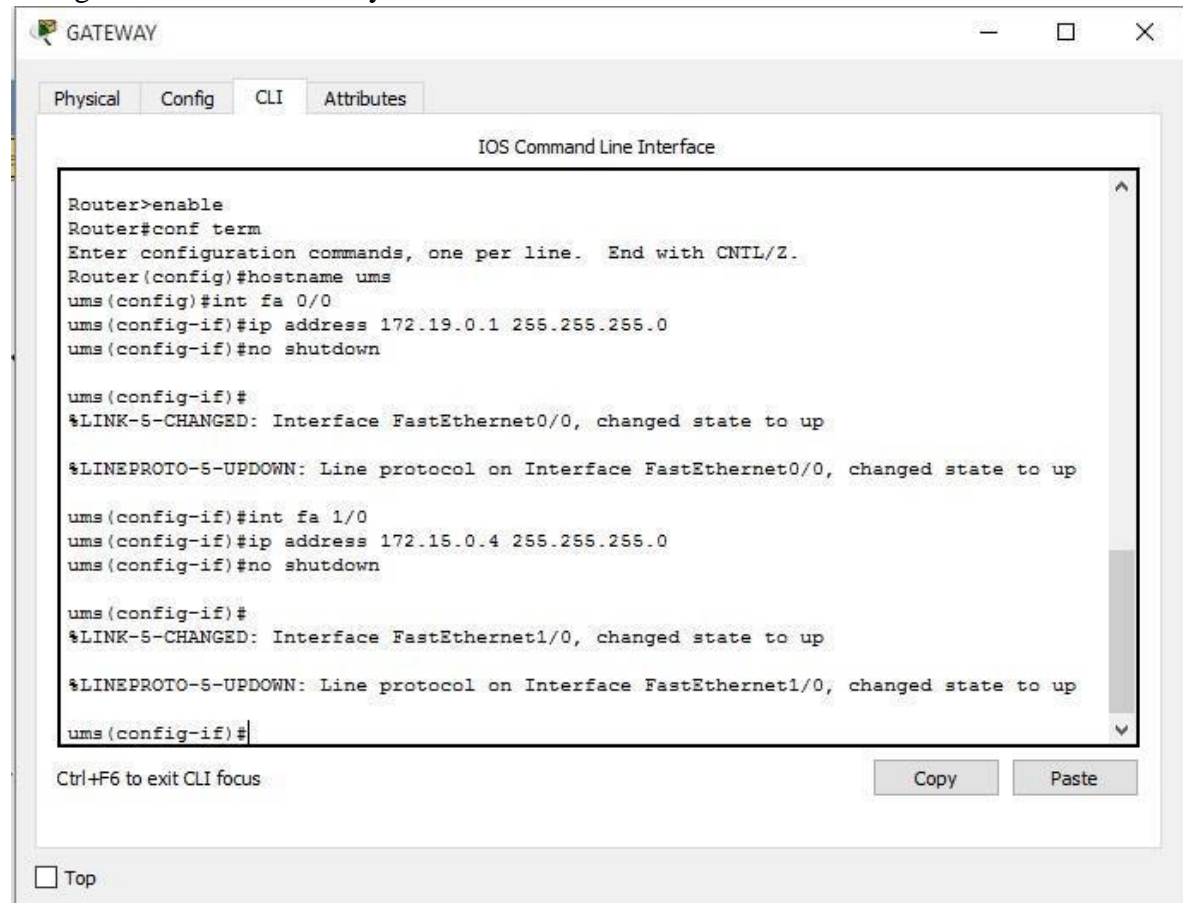 GATEWAY
Physical Config CLI Attributes
IOS Command Line Interface
Router>enable
Router#conf term
Enter configuration commands, one per line.  End with CNTL/Z.
Router(config)#hostname ums
ums(config)#int fa 0/0
ums(config-if)#ip address 172.19.0.1 255.255.255.0
ums(config-if)#no shutdown
ums(config-if)#
%LINK-5-CHANGED: Interface FastEthernet0/0, changed state to up
%LINEPROTO-5-UPDOWN: Line protocol on Interface FastEthernet0/0, changed state to up
ums(config-if)#int fa 1/0
ums(config-if)#ip address 172.15.0.4 255.255.255.0
ums(config-if)#no shutdown
ums(config-if)#
%LINK-5-CHANGED: Interface FastEthernet1/0, changed state to up
%LINEPROTO-5-UPDOWN: Line protocol on Interface FastEthernet1/0, changed state to up
ums(config-if)#
Ctrl+F6 to exit CLI focus
Copy Paste
Top